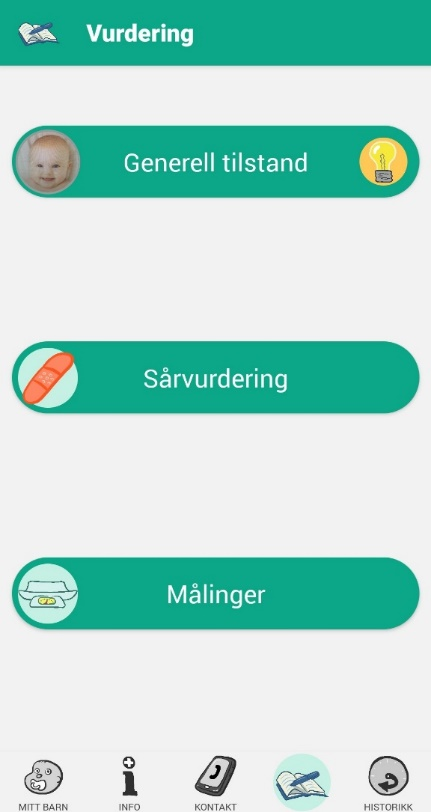 Vurdering
Generell tilstand
Sårvurdering
Målinger
MITT BARN
INFO
KONTAKT
HISTORIKK